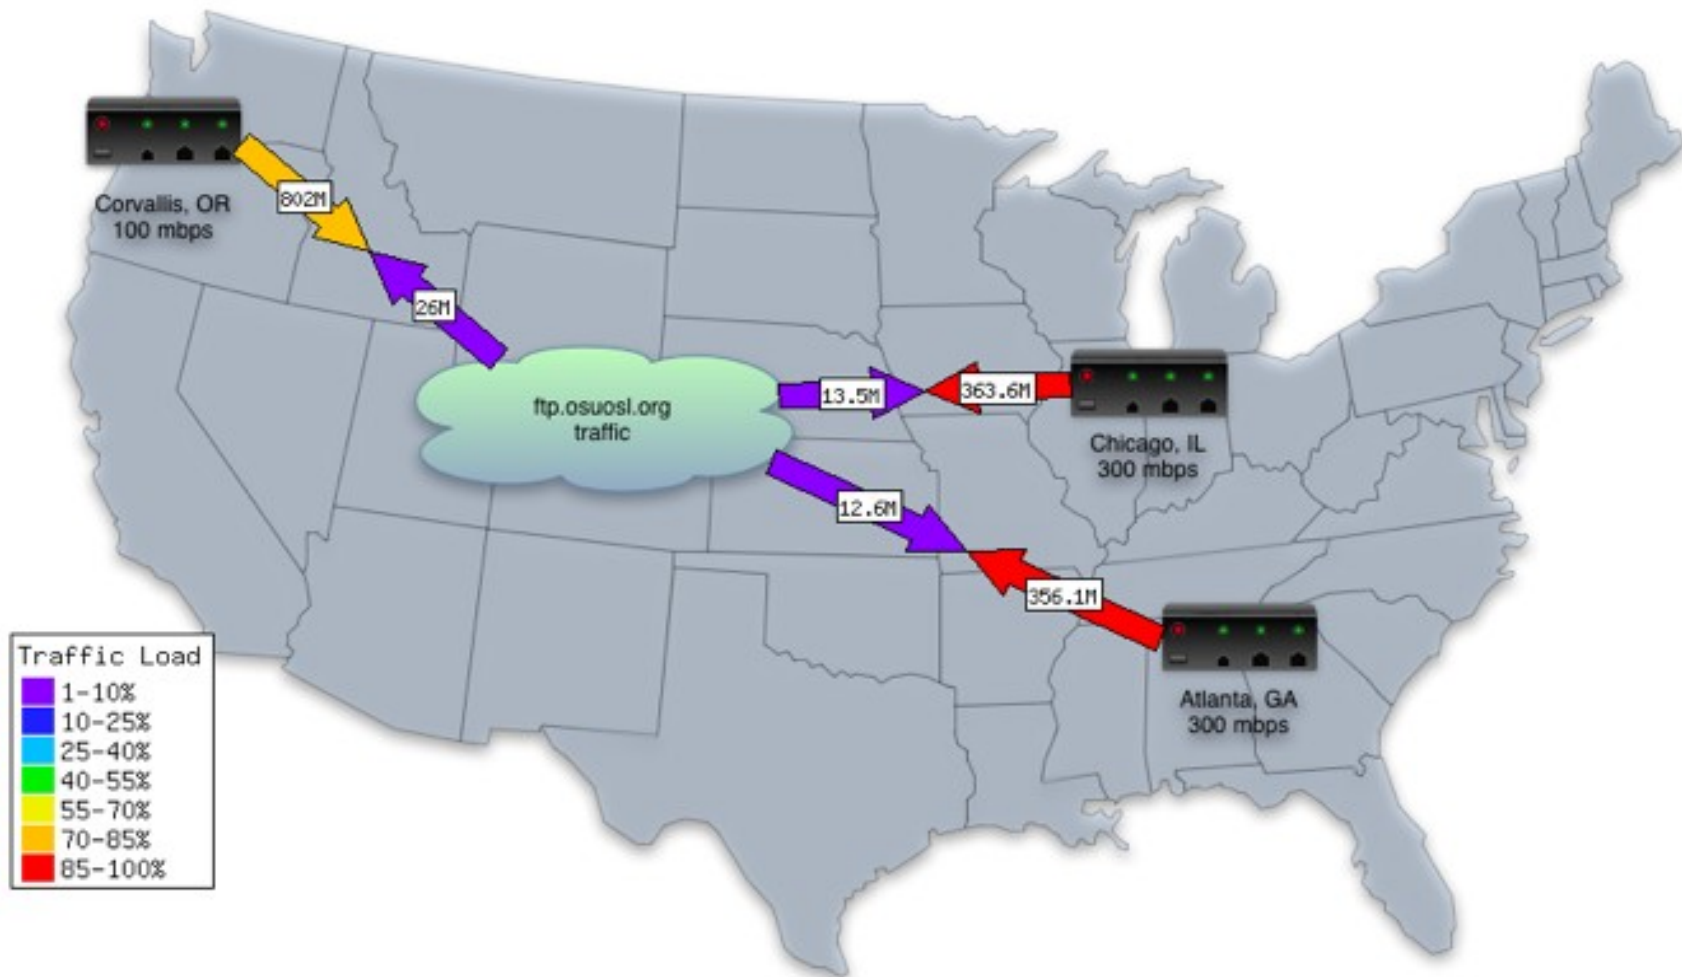 Corvallis, OR
100 mbps
802M
26M
ftp.osuosl.org
traffic
13.5M
363.6M
Chicago, IL
300 mbps
12.6M
356.1M
Atlanta, GA
300 mbps
Traffic Load
1-10%
10-25%
25-40%
40-55%
55-70%
70-85%
85-100%